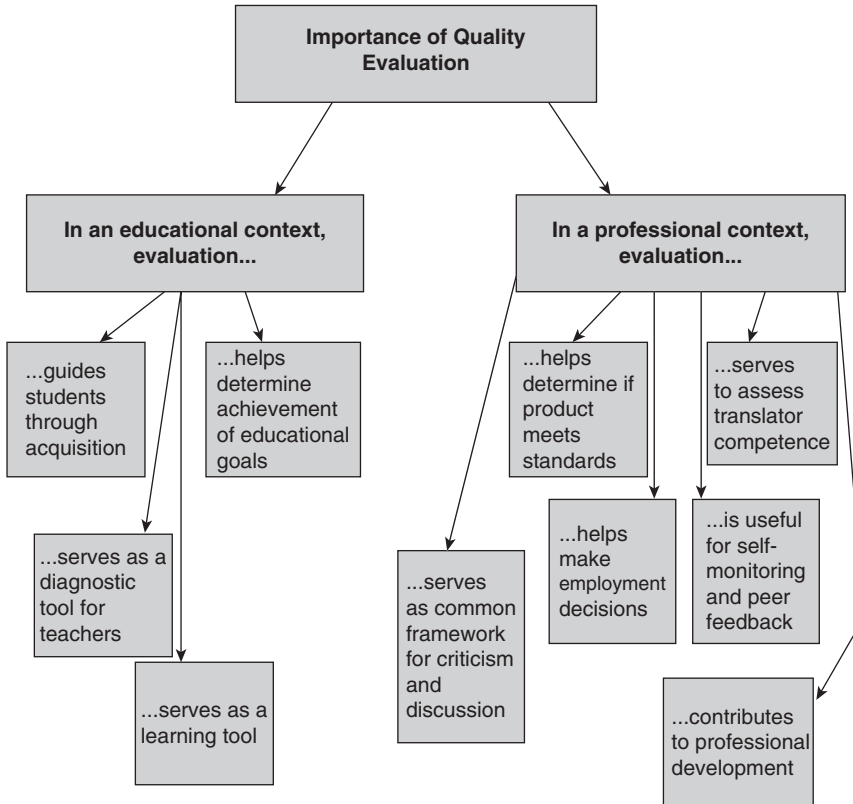 Importance of Quality
Evaluation
In an educational context,
evaluation...
In a professional context,
evaluation...
...guides
students
through
acquisition
...helps
determine
achievement
of educational
goals
...helps
determine if
product
meets
standards
...serves
to assess
translator
competence
...serves as a
diagnostic
tool for
teachers
...serves
as common
framework
for criticism
and
discussion
...helps
make
employment
decisions
...is useful
for self-
monitoring
and peer
feedback
...serves as a
learning tool
...contributes
to professional
development